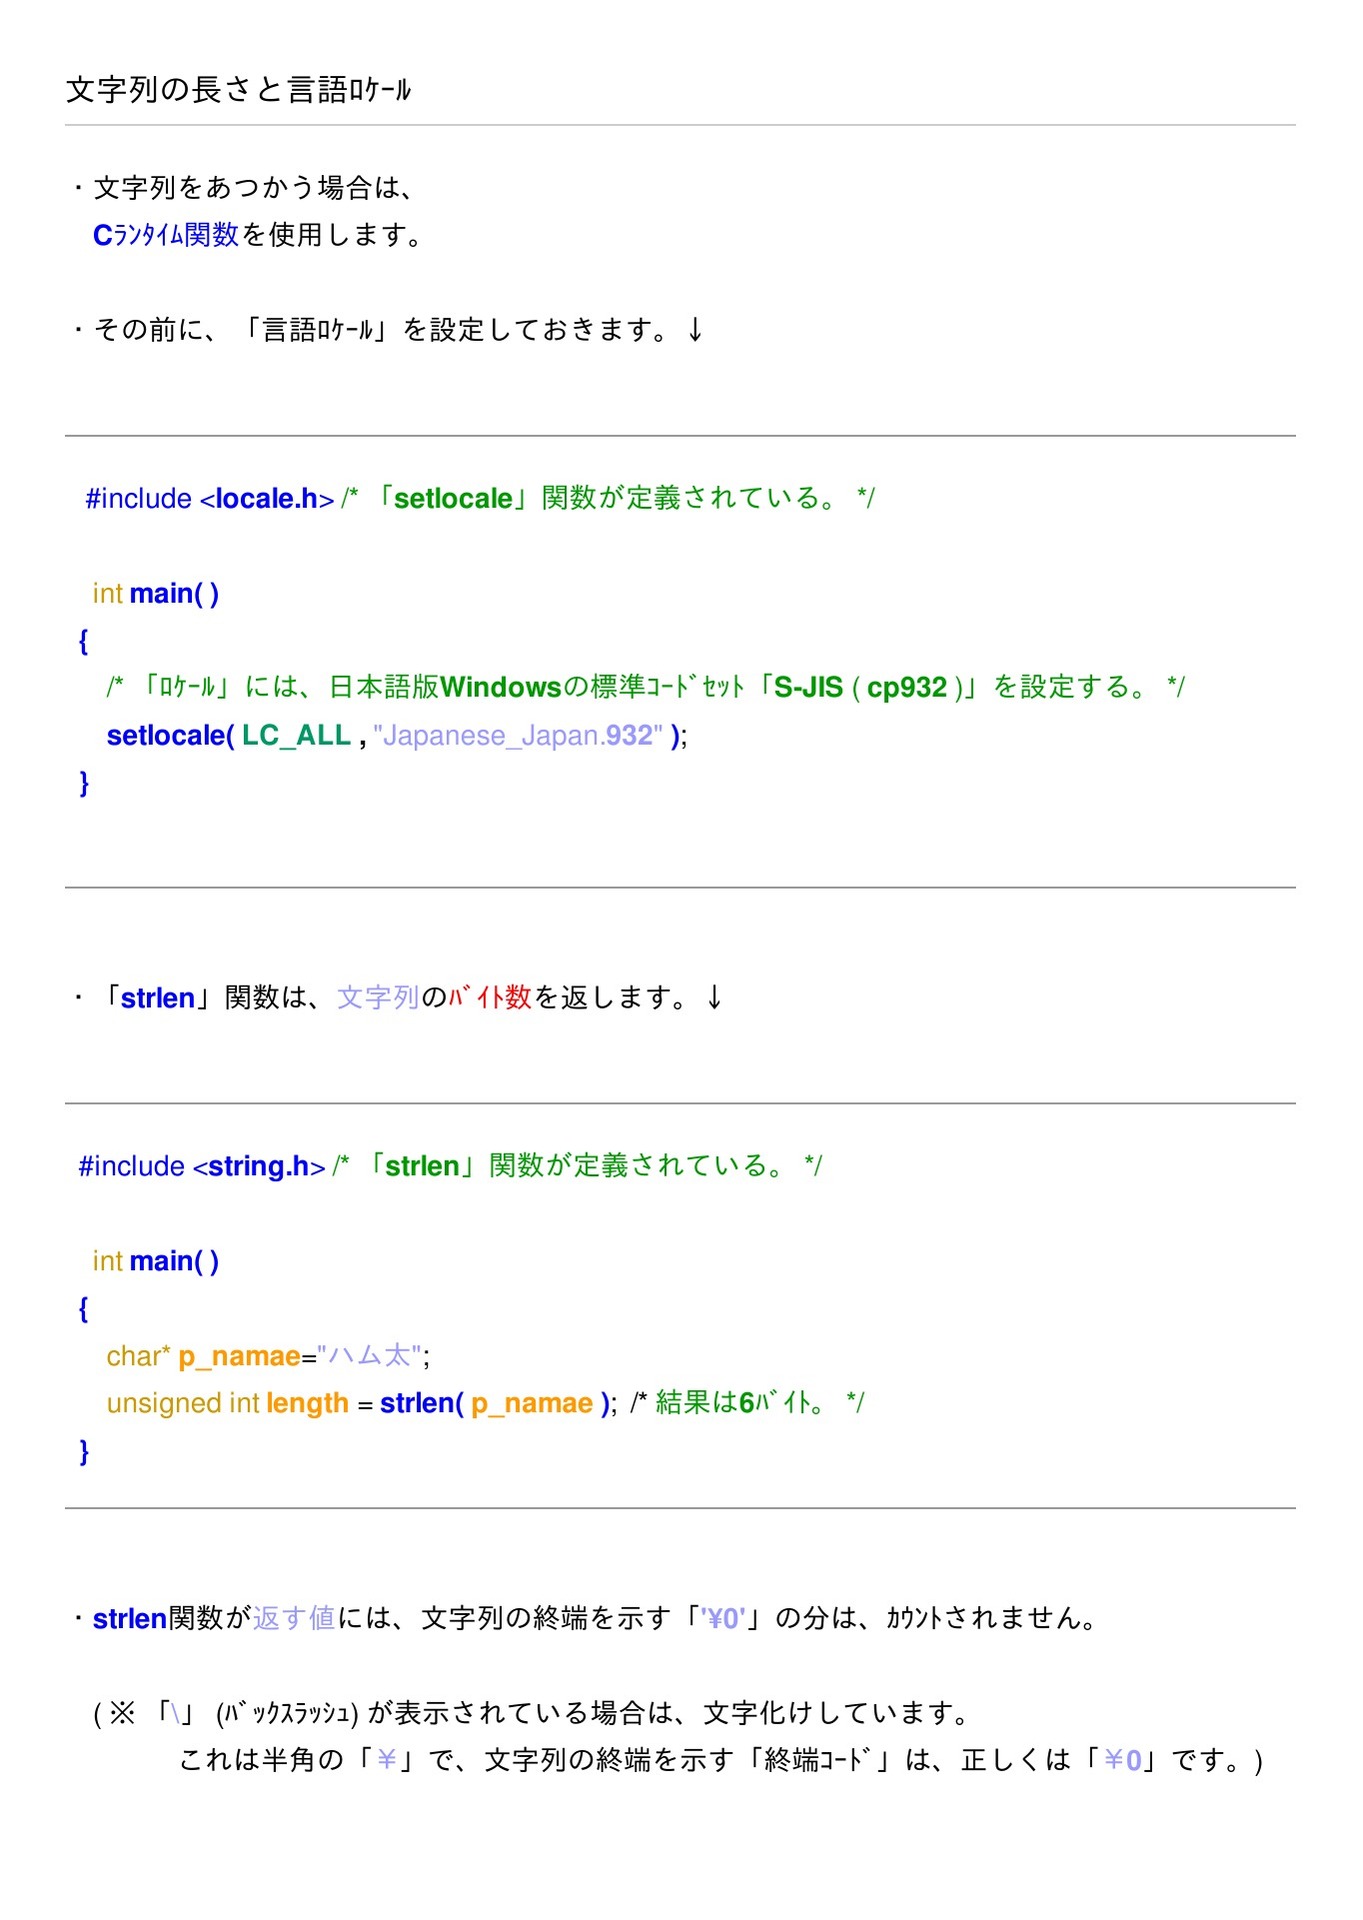 文字列の長さと言語ﾛｹｰﾙ
・文字列をあつかう場合は、
Cﾗﾝﾀｲﾑ関数を使用します。
・その前に、「言語ﾛｹｰﾙ」を設定しておきます。↓
#include <locale.h> /* 「setlocale」関数が定義されている。 */
int main( )
{
/* 「ﾛｹｰﾙ」には、日本語版Windowsの標準ｺｰﾄﾞｾｯﾄ「S-JIS ( cp932 )」を設定する。 */
setlocale( LC_ALL , "Japanese_Japan.932" );
}
・「strlen」関数は、文字列のﾊﾞｲﾄ数を返します。↓
#include <string.h> /* 「strlen」関数が定義されている。 */
int main( )
{
char* p_namae="ハム太";
unsigned int length = strlen( p_namae ); /* 結果は6ﾊﾞｲﾄ。 */
}
・strlen関数が返す値には、文字列の終端を示す「'¥0'」の分は、ｶｳﾝﾄされません。
( ※ 「\」 (ﾊﾞｯｸｽﾗｯｼｭ) が表示されている場合は、文字化けしています。
これは半角の「￥」で、文字列の終端を示す「終端ｺｰﾄﾞ」は、正しくは「￥0」です。)